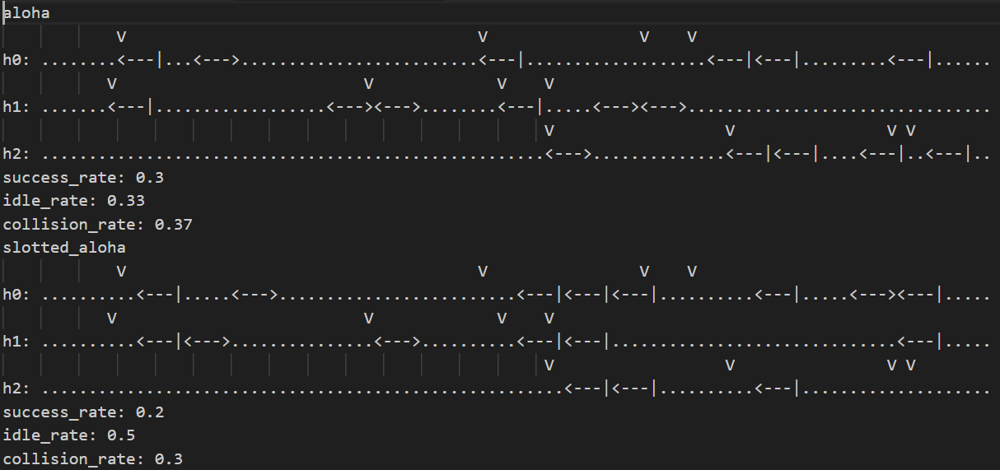 aloha
            V                                     V                V    V
h0: ........<---|...<--->.........................<---|...................<---|<---|.........<---|......
           V                          V             V    V
h1: .......<---|..................<---><--->........<---|.....<---><--->................................
                                                         V                  V                V V
h2: .....................................................<--->..............<---|<---|....<---|..<---|..
success_rate: 0.3
idle_rate: 0.33
collision_rate: 0.37
slotted_aloha
            V                                     V                V    V
h0: ..........<---|.....<--->.........................<---|<---|<---|..........<---|.....<---><---|.....
           V                          V             V    V
h1: ..........<---|<--->...............<--->..........<---|<---|..............................<---|.....
                                                         V                  V                V V
h2: .......................................................<---|<---|..........<---|....................
success_rate: 0.2
idle_rate: 0.5
collision_rate: 0.3